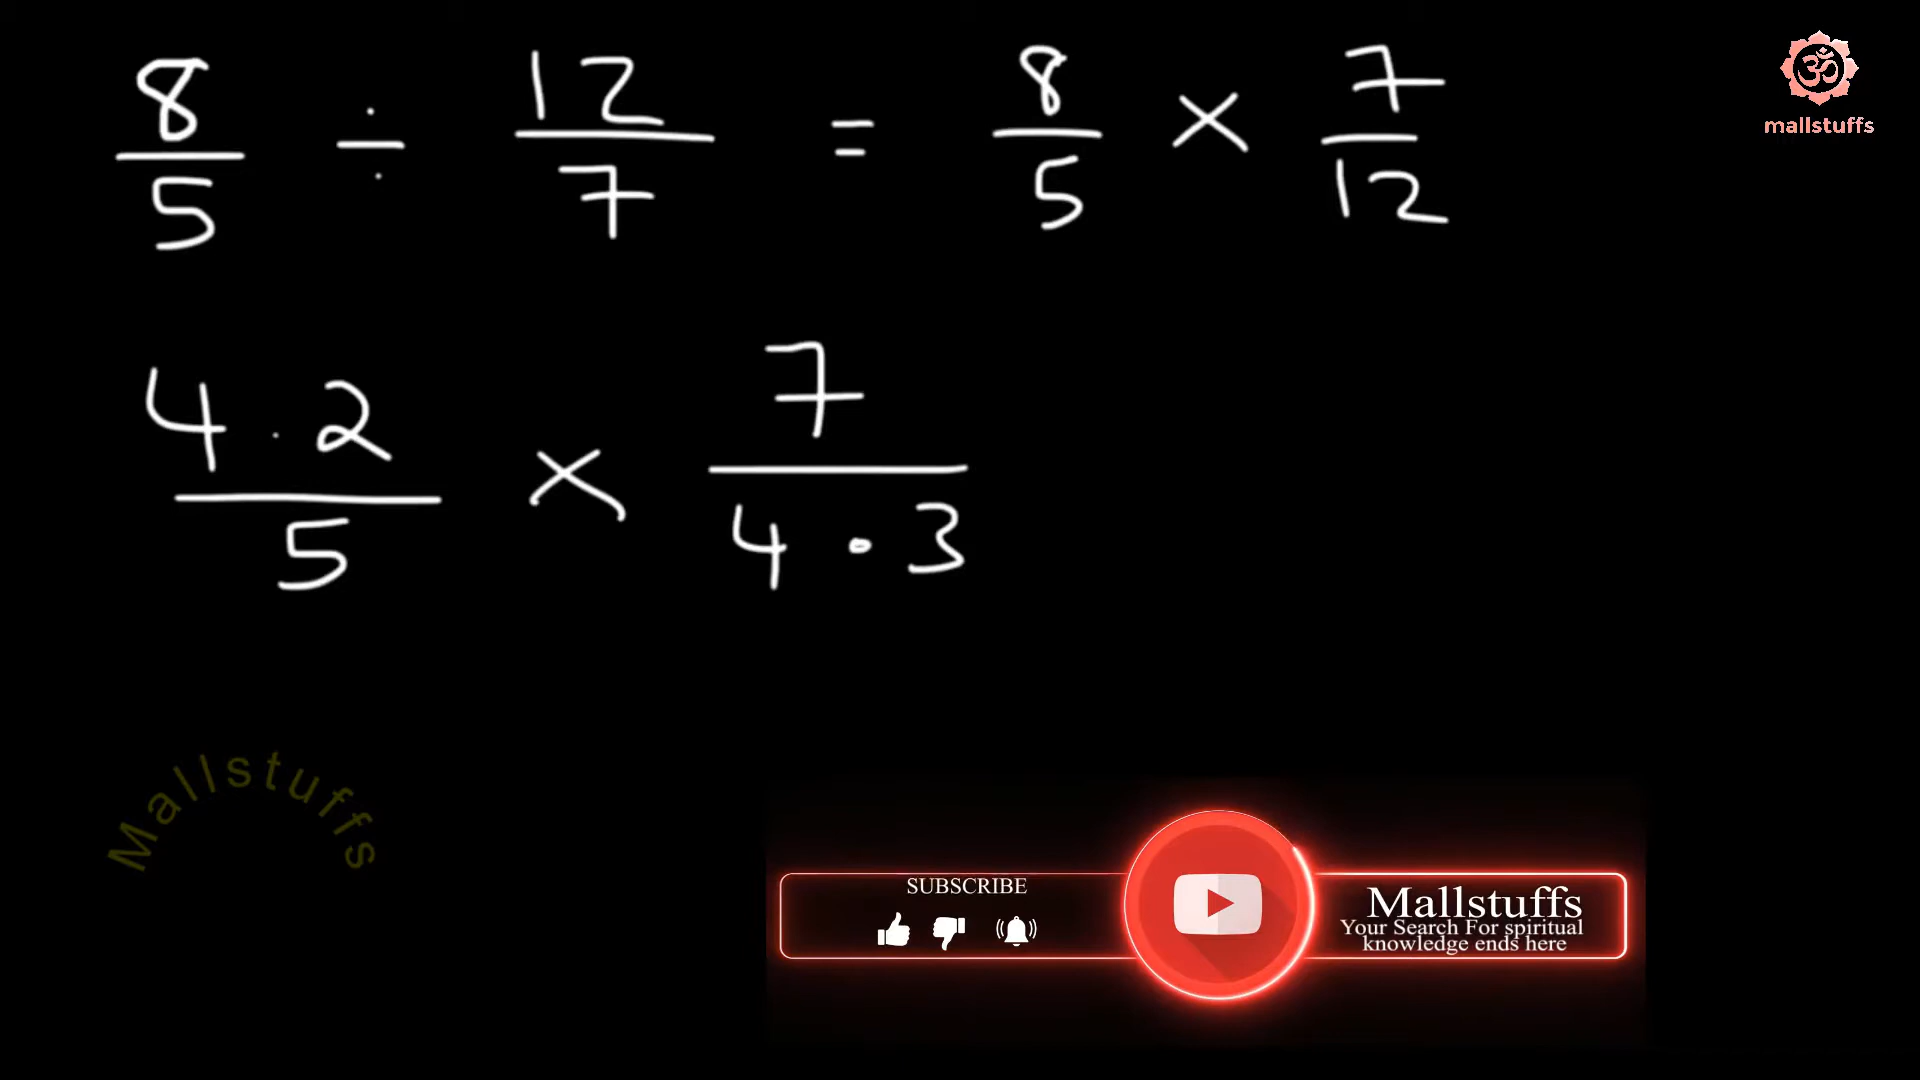 8/5 ÷ 12/7 = 8/5 × 7/12
mallstuffs
4 · 2/5 × 7/4 · 3
Mallstuffs
SUBSCRIBE
Mallstuffs
Your Search For spiritual
knowledge ends here